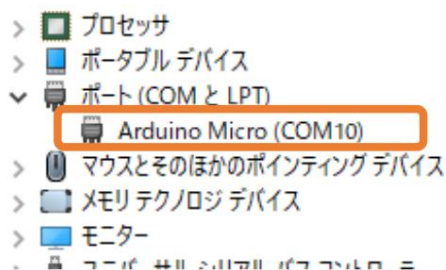 プロセッサ
ポータブル デバイス
ポート (COM と LPT)
Arduino Micro (COM10)
マウスとそのほかのポインティング デバイス
メモリ テクノロジ デバイス
モニター